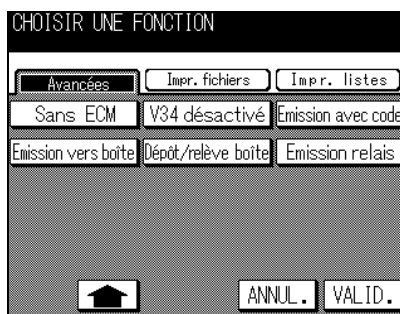 CHOISIR UNE FONCTION
Avancées Impr. fichiers Impr. listes
Sans ECM V34 désactivé Emission avec code
Emission vers boîte Dépôt/relève boîte Emission relais
ANNUL. VALID.